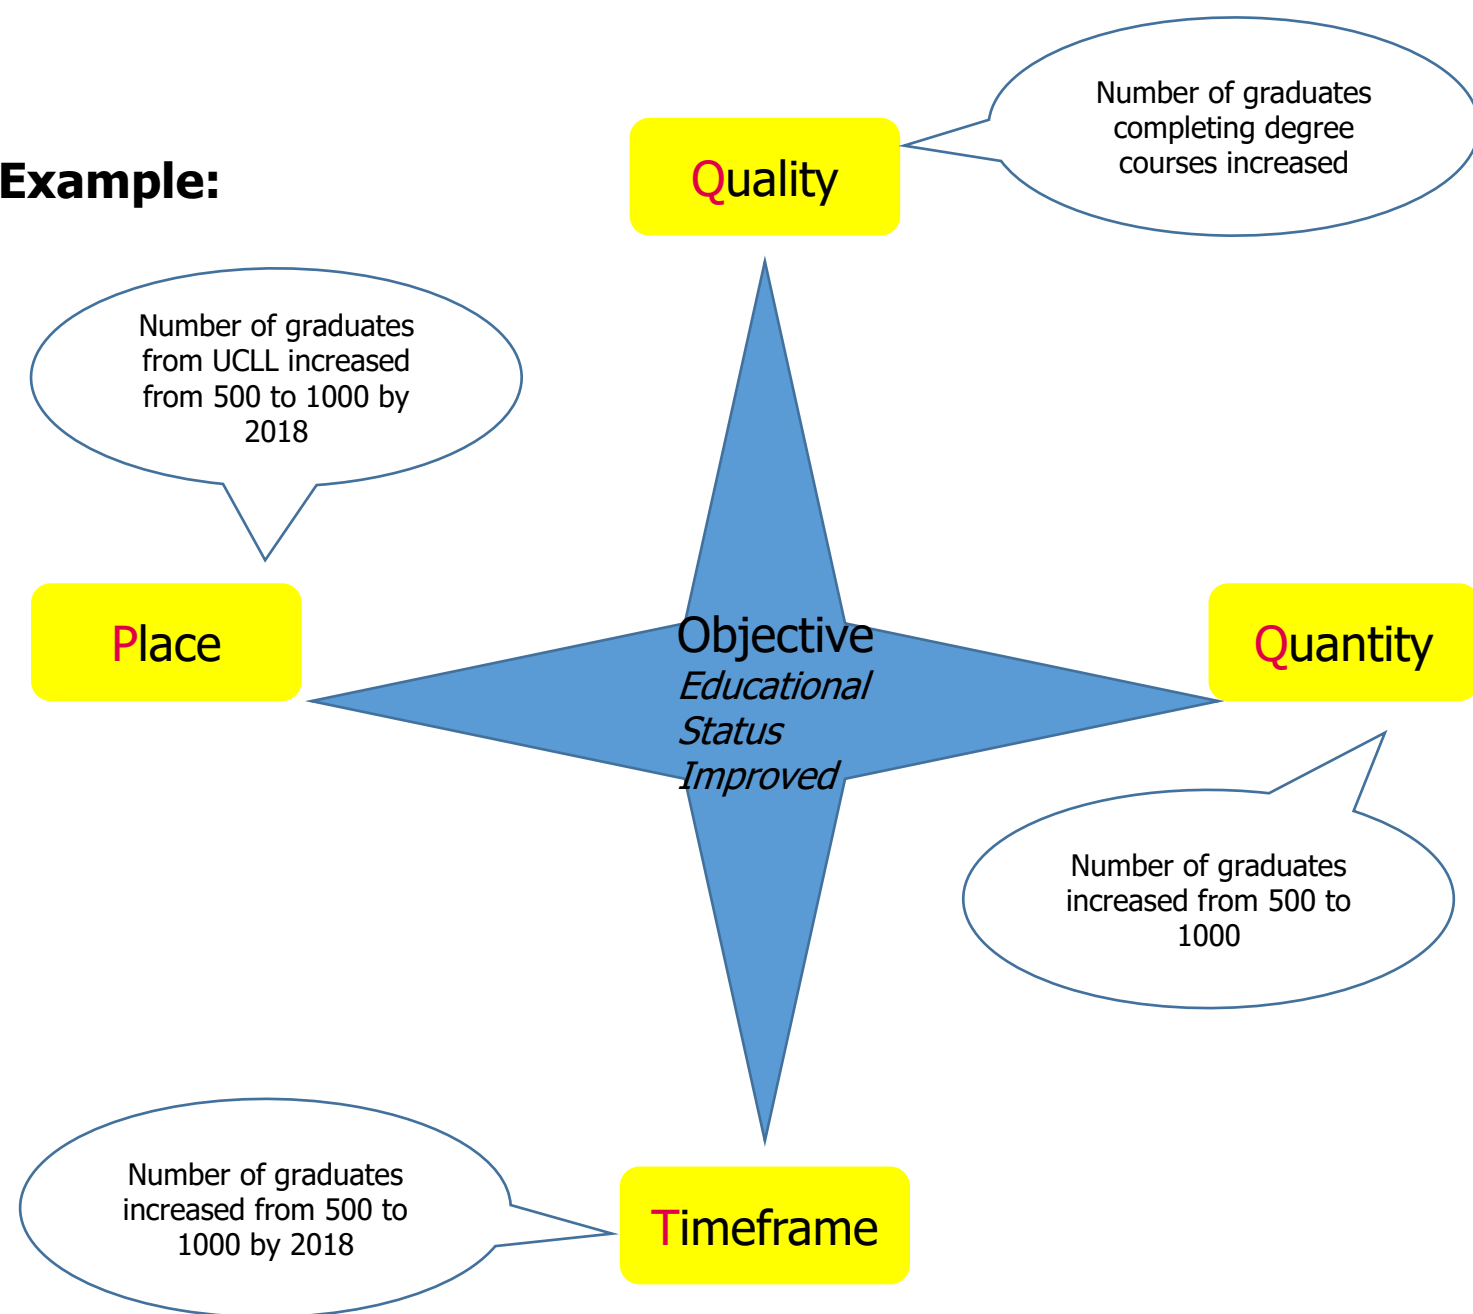 Number of graduates
completing degree
courses increased
Quality
Example:
Number of graduates
from UCLL increased
from 500 to 1000 by
2018
Place
Objective
Educational
Status
Improved
Quantity
Number of graduates
increased from 500 to
1000
Number of graduates
increased from 500 to
1000 by 2018
Timeframe